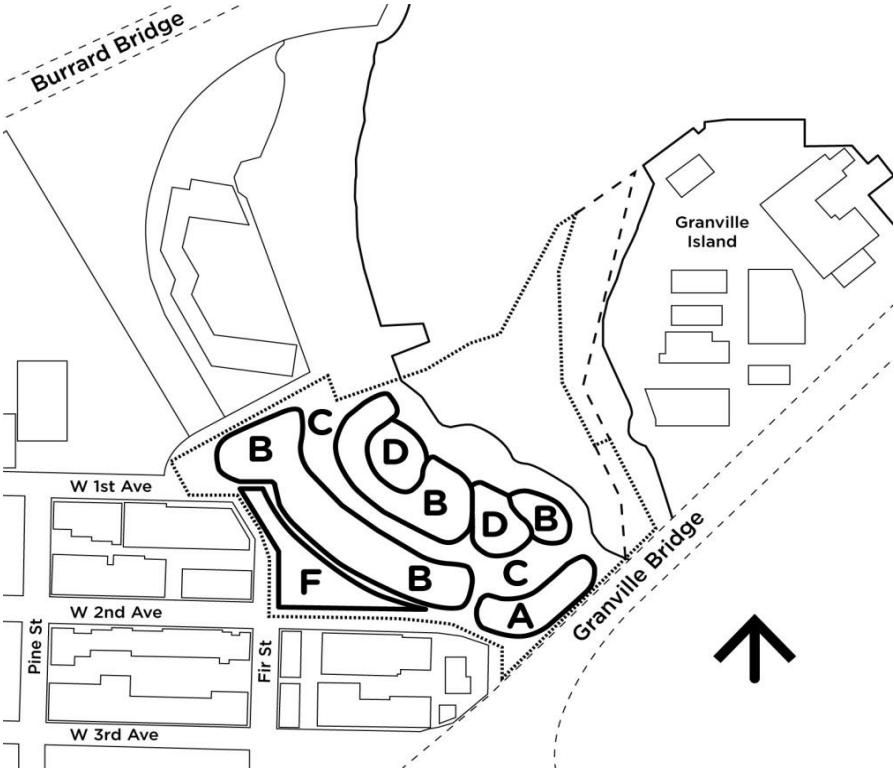 Burrard Bridge
Granville
Island
C
B
D
B
D
B
W 1st Ave
C
F
B
A
Granville Bridge
W 2nd Ave
Pine St
Fir St
W 3rd Ave